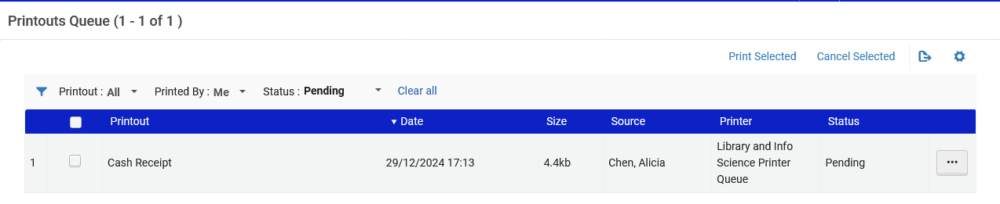 Printouts Queue (1 - 1 of 1 )
Print Selected Cancel Selected
Printout : All Printed By : Me Status : Pending Clear all
Printout Date Size Source Printer Status
1 Cash Receipt 29/12/2024 17:13 4.4kb Chen, Alicia Library and Info Science Printer Queue Pending